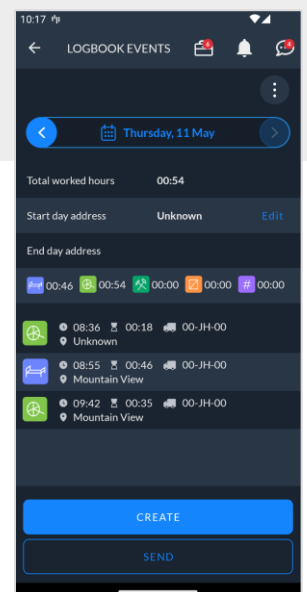 10:17
LOGBOOK EVENTS
Thursday, 11 May
Total worked hours 00:54
Start day address Unknown Edit
End day address
00:46 00:54 00:00 00:00 # 00:00
08:36 00:18 00-JH-00
Unknown
08:55 00:46 00-JH-00
Mountain View
09:42 00:35 00-JH-00
Mountain View
CREATE
SEND